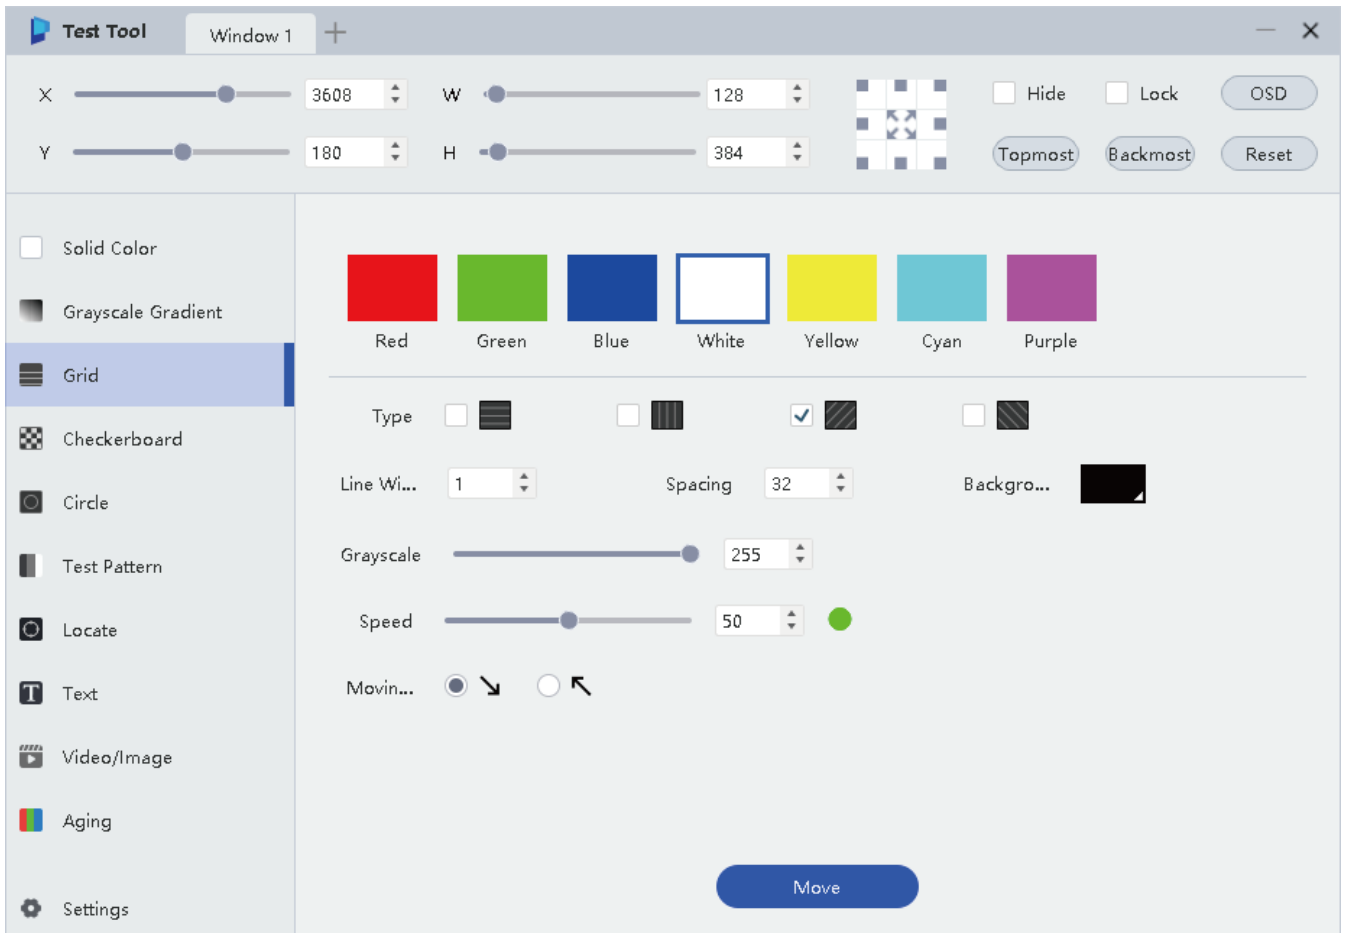 Test Tool Window 1
X 3608 W 128 Hide Lock OSD
Y 180 H 384 Topmost Backmost Reset
Solid Color
Grayscale Gradient
Grid
Checkerboard
Circle
Test Pattern
Locate
Text
Video/Image
Aging
Settings
Red Green Blue White Yellow Cyan Purple
Type
Line Wi... 1 Spacing 32 Backgro...
Grayscale 255
Speed 50
Movin...
Move